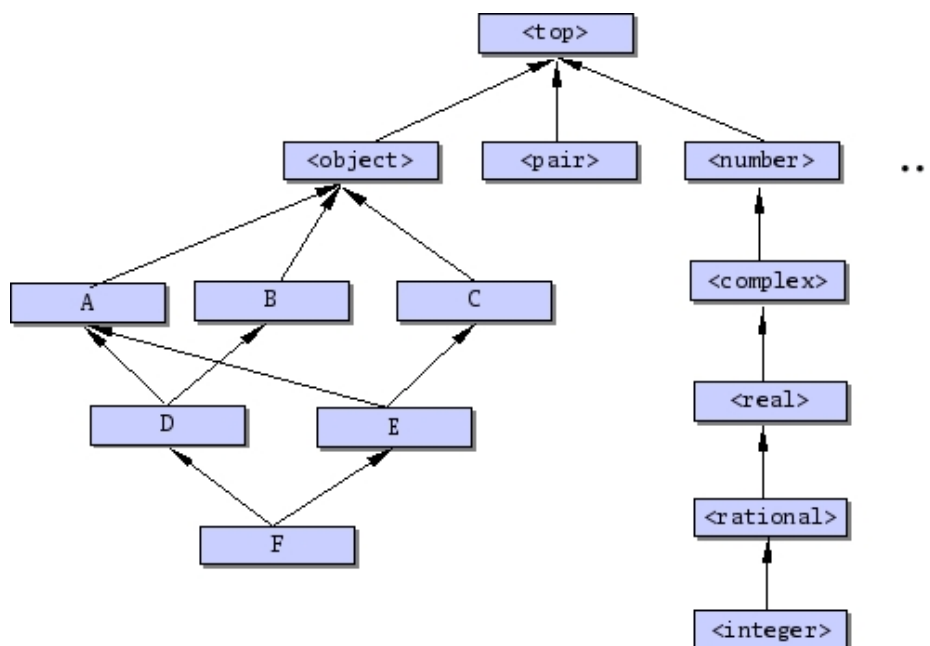 <top>
<object>
<pair>
<number>
..
A
B
C
<complex>
<real>
D
E
<rational>
F
<integer>